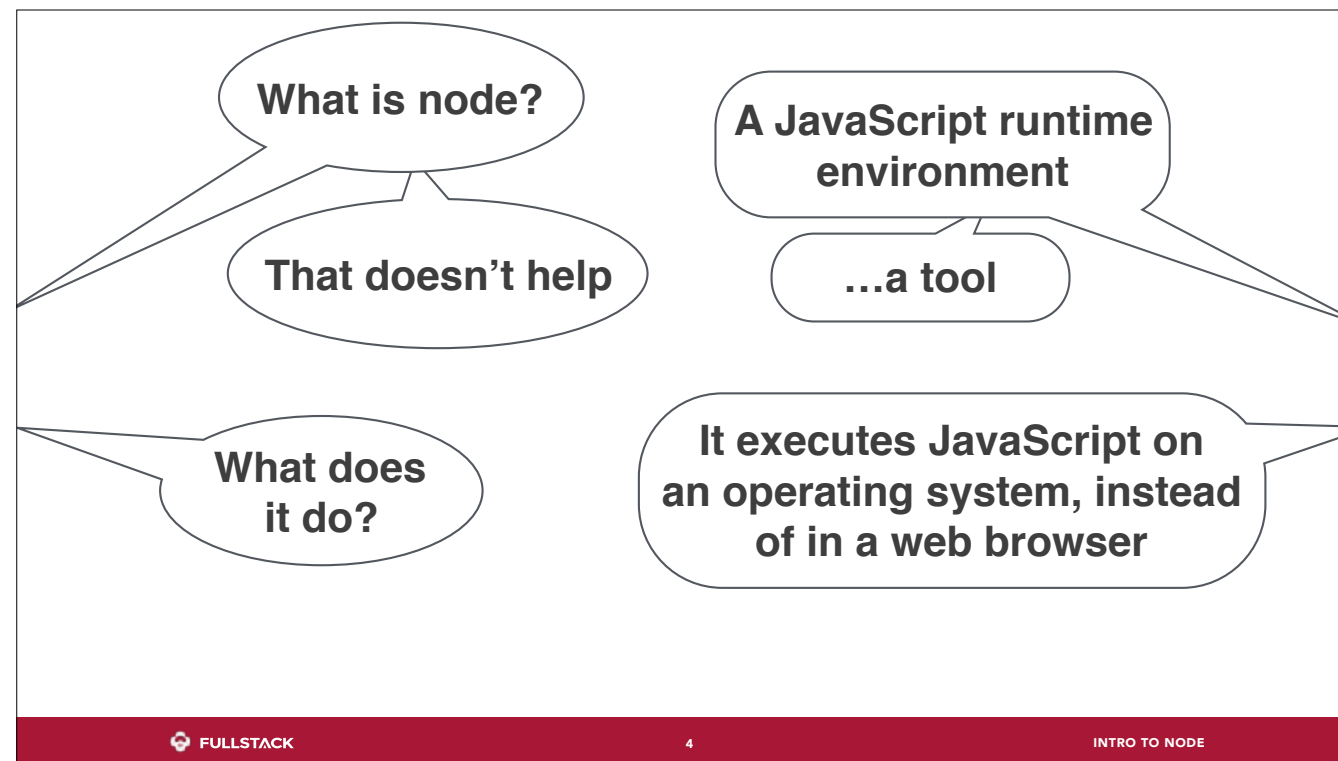 What is node?
A JavaScript runtime
environment
That doesn’t help
…a tool
What does
it do?
It executes JavaScript on
an operating system, instead
of in a web browser
FULLSTACK
4
INTRO TO NODE